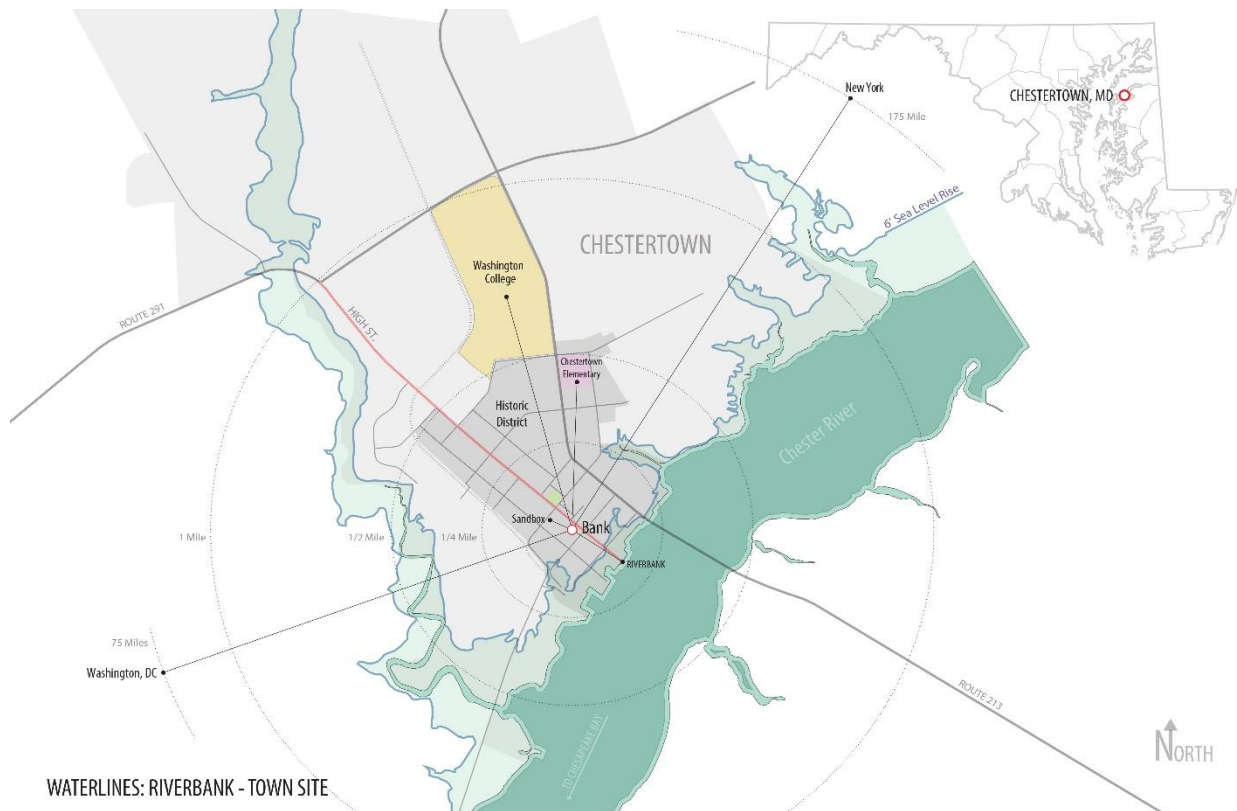 New York
175 Mile
CHESTERTOWN, MD
6' Sea Level Rise
CHESTERTOWN
Washington
College
ROUTE 291
HIGH ST.
Chestertown
Elementary
Historic
District
Chester River
Sandbox
Bank
1 Mile
1/2 Mile
1/4 Mile
RIVERBANK
75 Miles
Washington, DC
ROUTE 213
TO CHESAPEAKE BAY
NORTH
WATERLINES: RIVERBANK - TOWN SITE